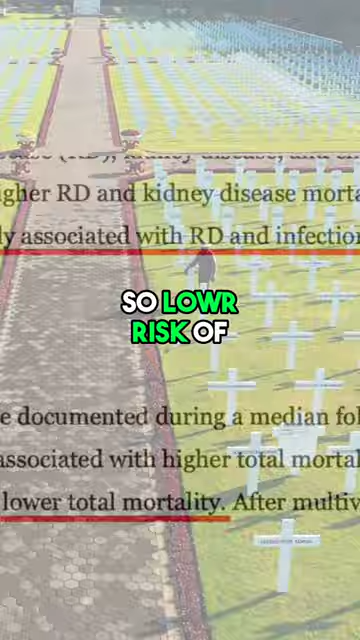 igher RD and kidney disease morta
ly associated with RD and infection
SO LOWR
RISK OF
e documented during a median fol
associated with higher total mortal
lower total mortality. After multiv